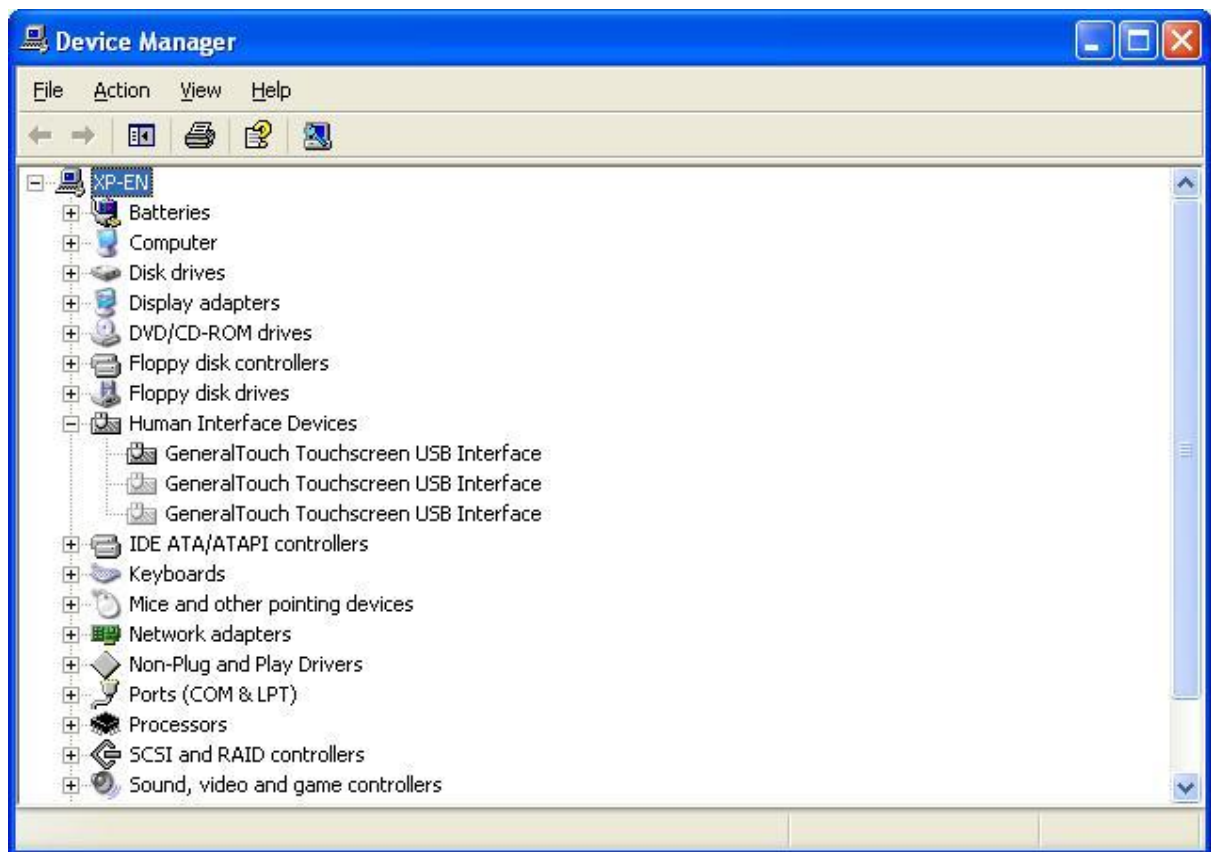 Device Manager
File Action View Help
XP-EN
Batteries
Computer
Disk drives
Display adapters
DVD/CD-ROM drives
Floppy disk controllers
Floppy disk drives
Human Interface Devices
GeneralTouch Touchscreen USB Interface
GeneralTouch Touchscreen USB Interface
GeneralTouch Touchscreen USB Interface
IDE ATA/ATAPI controllers
Keyboards
Mice and other pointing devices
Network adapters
Non-Plug and Play Drivers
Ports (COM & LPT)
Processors
SCSI and RAID controllers
Sound, video and game controllers